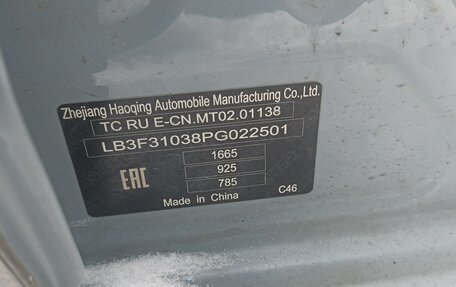 Zhejiang Haoqing Automobile Manufacturing Co.,Ltd.
TC RU E-CN.MT02.01138
LB3F31038PG022501
1665
925
785
EAC
Made in China
C46